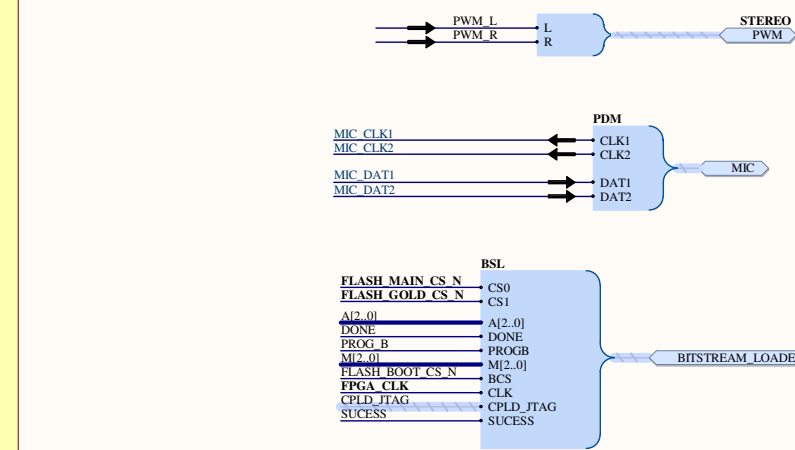 PWM_L L STEREO
PWM_R R PWM
PDM
MIC_CLK1 CLK1
MIC_CLK2 CLK2
MIC
MIC_DAT1 DAT1
MIC_DAT2 DAT2
BSL
FLASH_MAIN_CS_N CS0
FLASH_GOLD_CS_N CS1
A[2..0] A[2..0]
DONE DONE
PROG_B PROGB
M[2..0] M[2..0]
BITSTREAM_LOADE
FLASH_BOOT_CS_N BCS
FPGA_CLK CLK
CPLD_JTAG CPLD_JTAG
SUCESS SUCESS